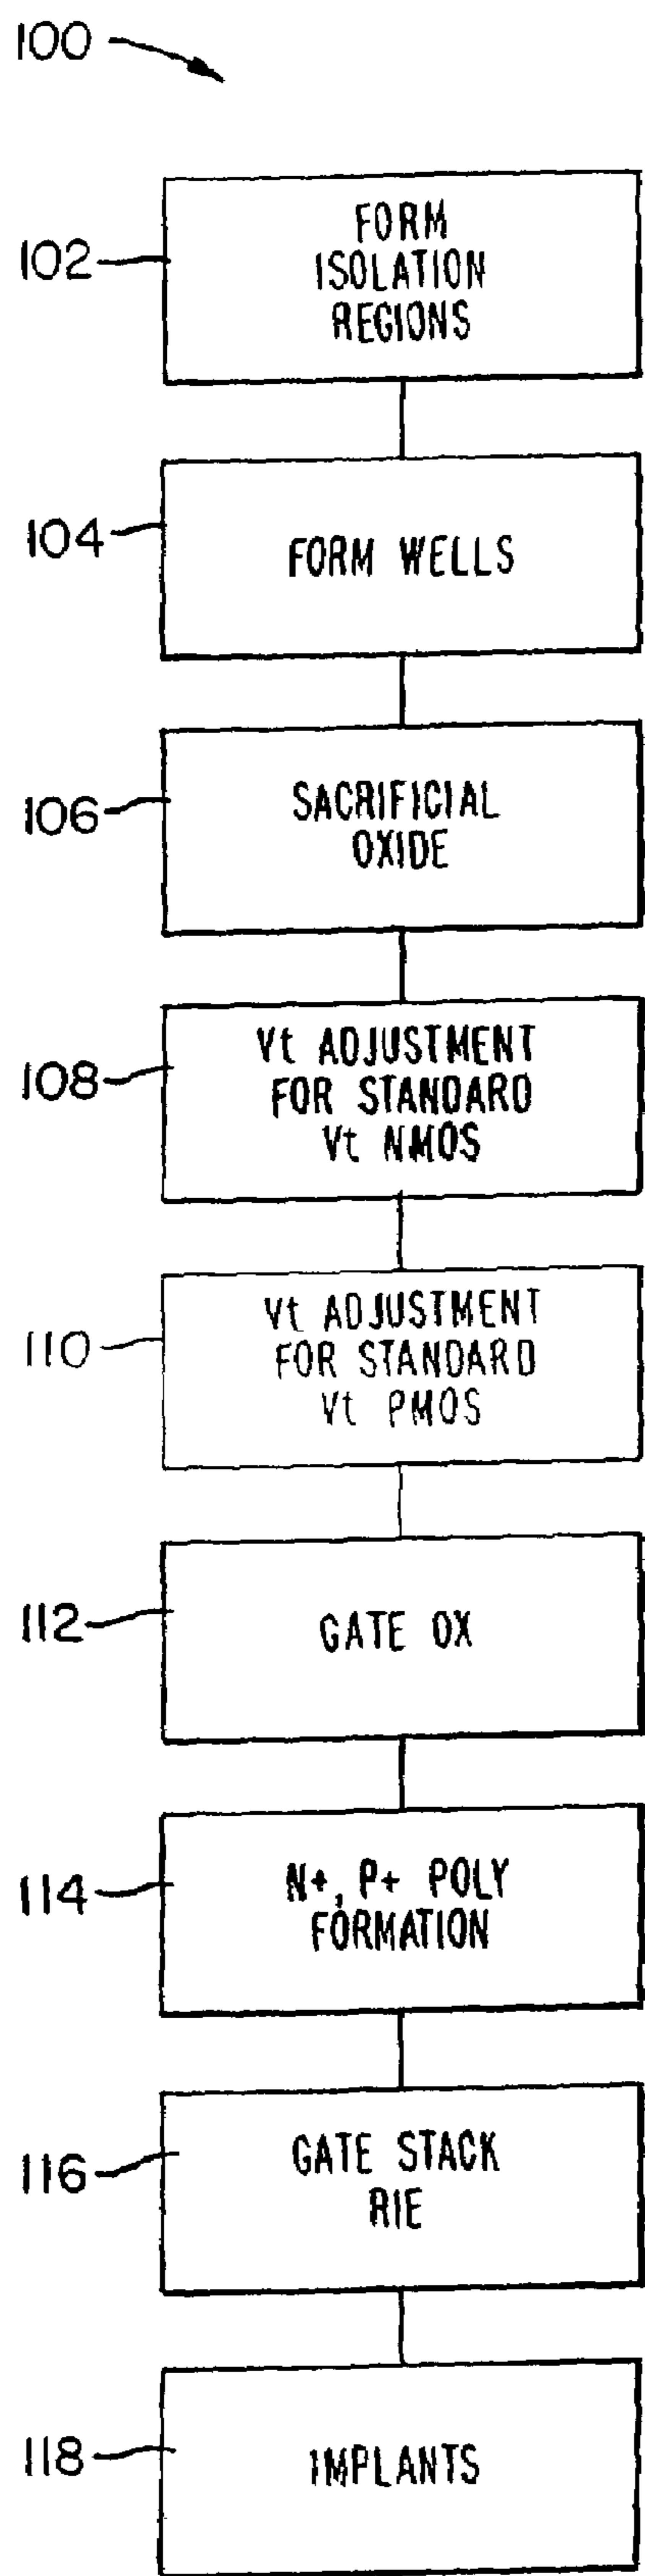 100
102
FORM
ISOLATION
REGIONS
104
FORM WELLS
106
SACRIFICIAL
OXIDE
108
Vt ADJUSTMENT
FOR STANDARD
Vt NMOS
110
Vt ADJUSTMENT
FOR STANDARD
Vt PMOS
112
GATE OX
114
N+, P+ POLY
FORMATION
116
GATE STACK
RIE
118
IMPLANTS